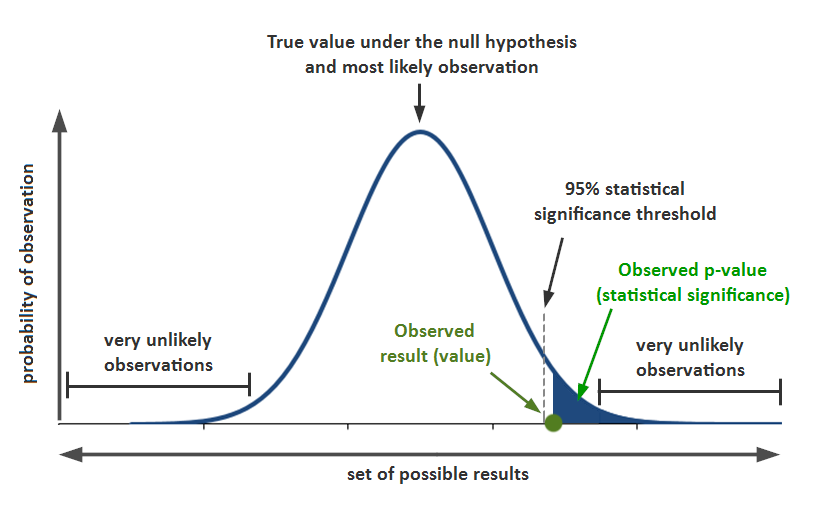 True value under the null hypothesis
and most likely observation
probability of observation
95% statistical
significance threshold
Observed p-value
(statistical significance)
Observed
result (value)
very unlikely
observations
very unlikely
observations
set of possible results